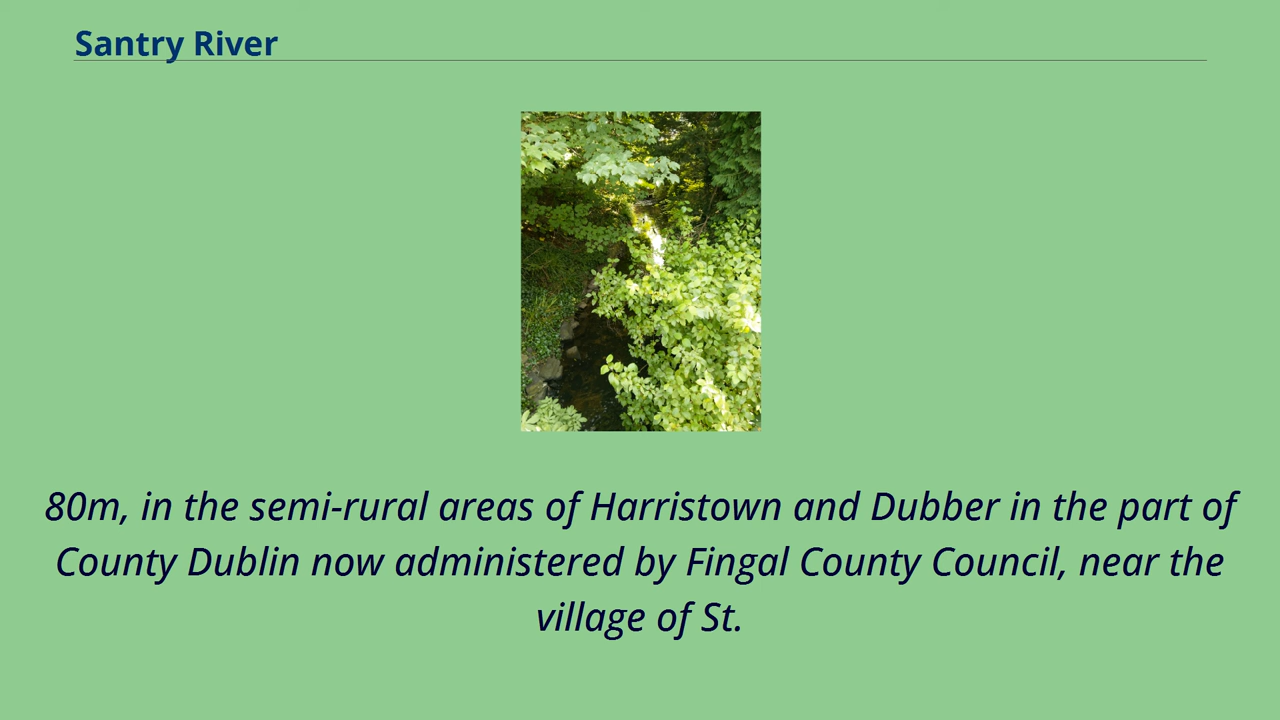 Santry River
80m, in the semi-rural areas of Harristown and Dubber in the part of
County Dublin now administered by Fingal County Council, near the
village of St.